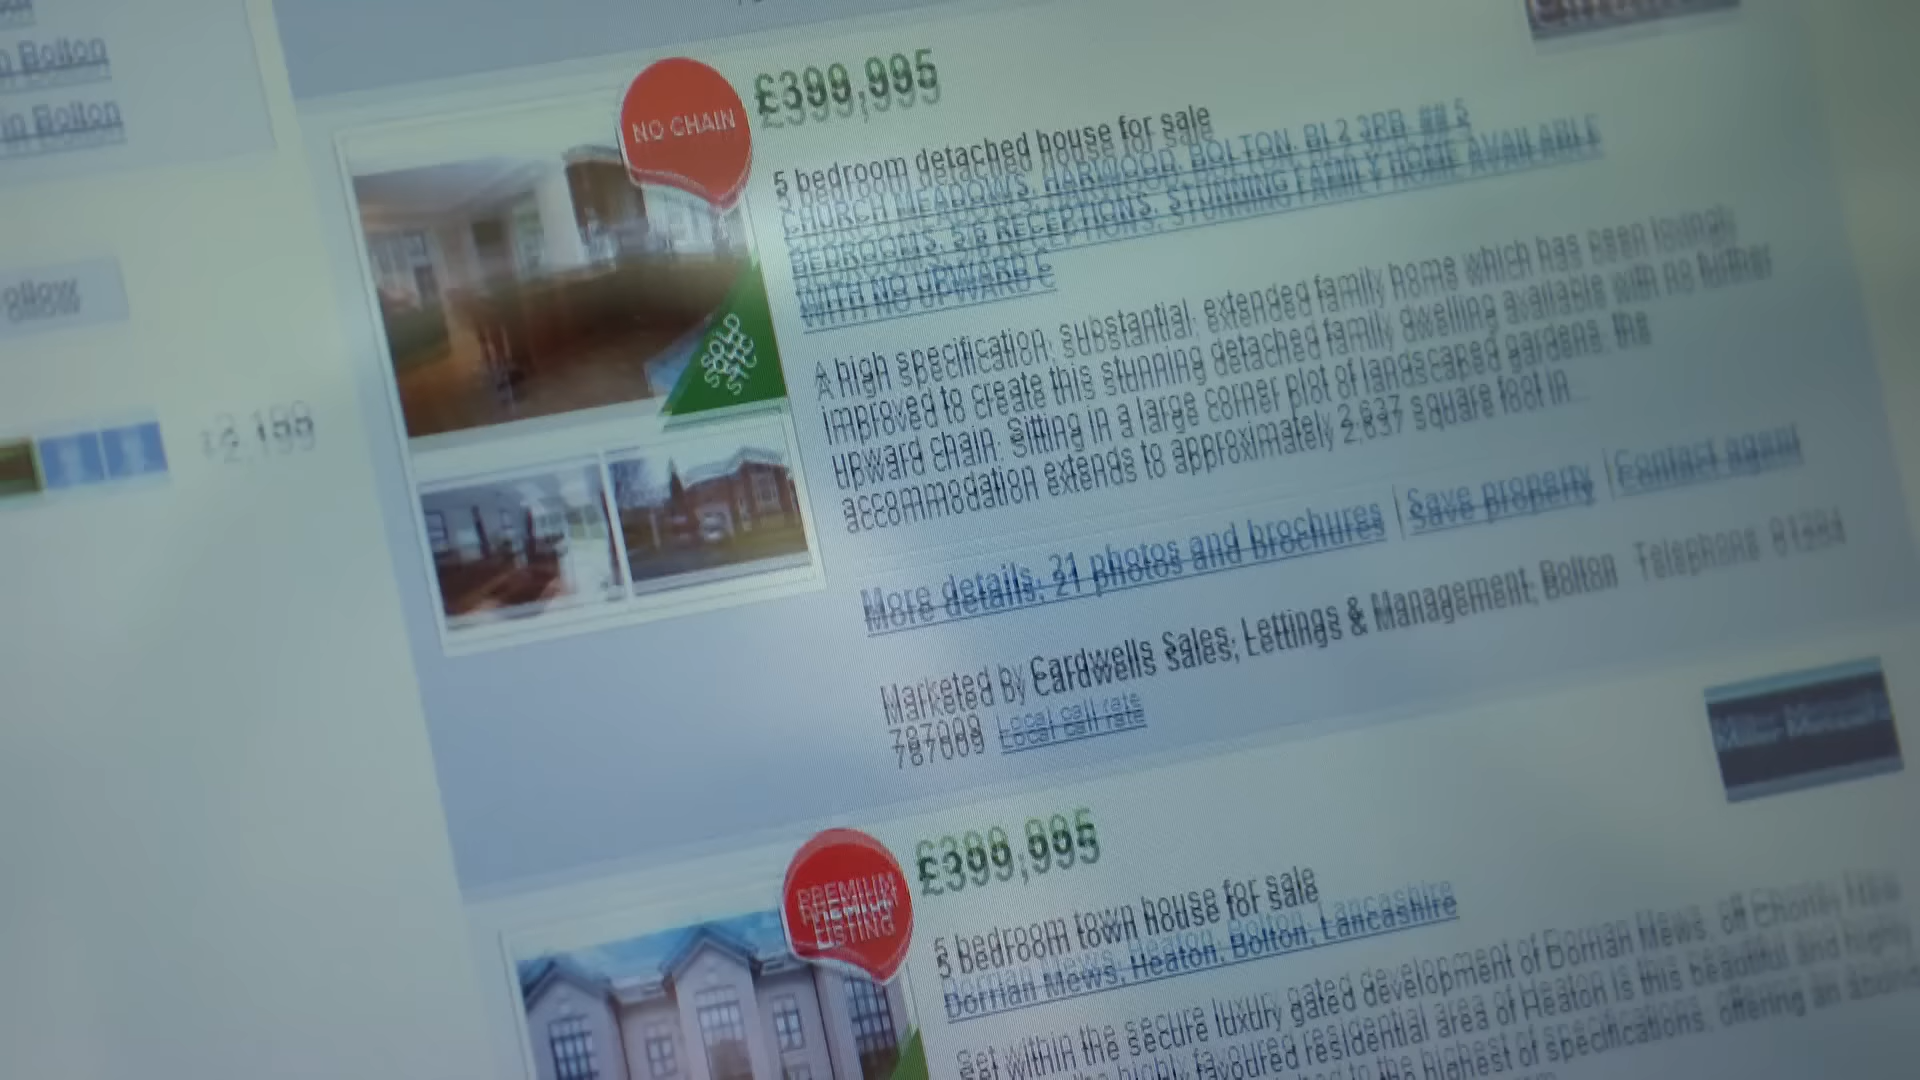 in Bolton
in Bolton
NO CHAIN
£399,995
5 bedroom detached house for sale
CHURCH MEADOWS, HARWOOD, BOLTON, BL2 3PB, ## 5
BEDROOMS, 5/6 RECEPTIONS, STUNNING FAMILY HOME AVAILABLE
WITH NO UPWARD C
SOLD
STC
A high specification, substantial, extended family home which has been lovingly
improved to create this stunning detached family dwelling available with no further
upward chain. Sitting in a large corner plot of landscaped gardens, the
accommodation extends to approximately 2,637 square foot in...
More details, 21 photos and brochures | Save property | Contact agent
Marketed by Cardwells Sales, Lettings & Management, Bolton Telephone 01204
787009 Local call rate
PREMIUM
LISTING
£399,995
5 bedroom town house for sale
Dorrian Mews, Heaton, Bolton, Lancashire
Set within the secure luxury gated development of Dorrian Mews, off Chorley New
highly favoured residential area of Heaton is this beautiful and highly
to the highest of specifications, offering an